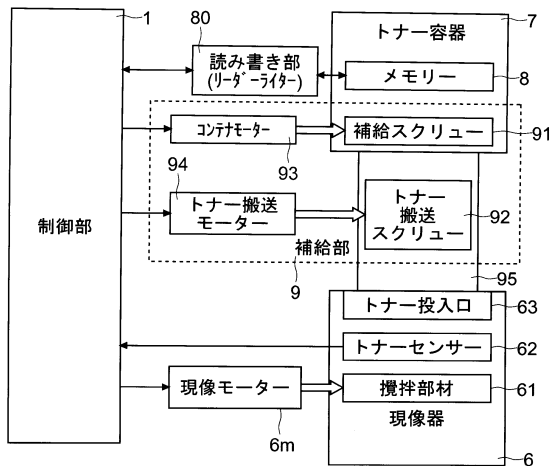 1
80
7
トナー容器
読み書き部
(リーダーライター)
メモリー
8
コンテナモーター
補給スクリュー
91
93
94
トナー搬送
モーター
トナー
搬送
スクリュー
92
制御部
補給部
9
95
トナー投入口
63
トナーセンサー
62
現像モーター
攪拌部材
61
現像器
6m
6